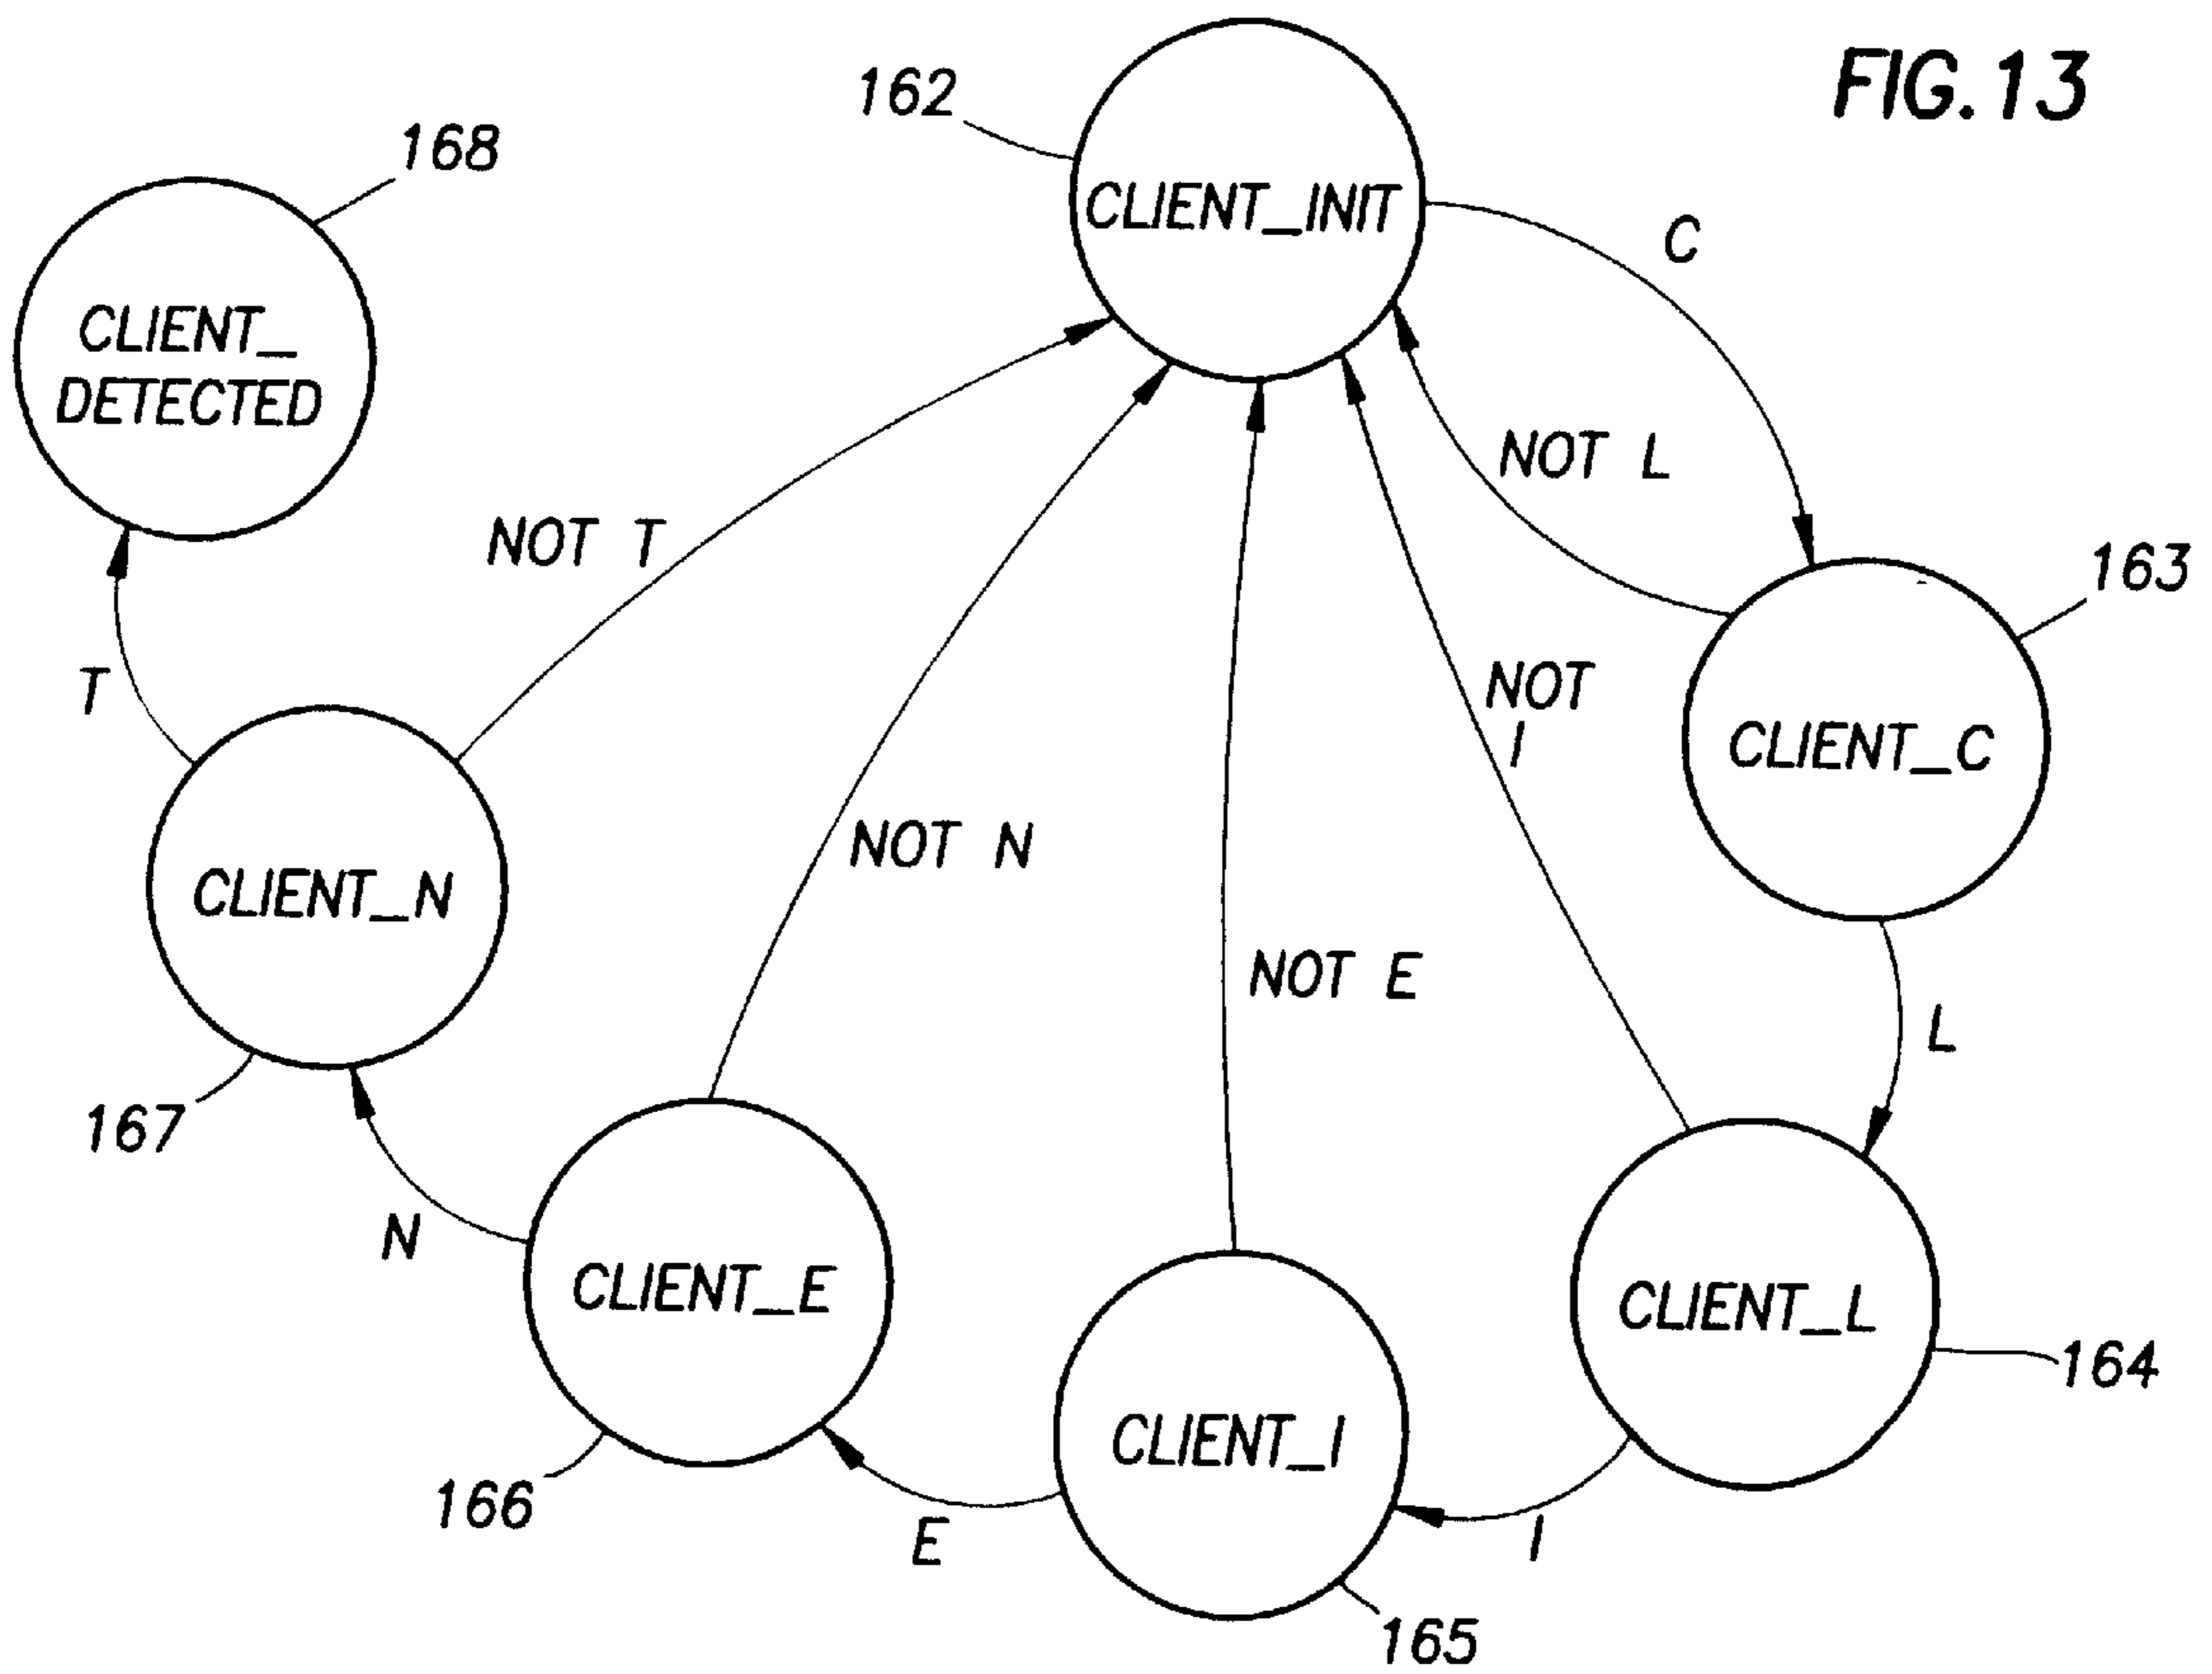 FIG. 13
162
CLIENT_INIT
168
CLIENT_
DETECTED
C
NOT L
163
CLIENT_C
NOT T
T
NOT
I
CLIENT_N
NOT N
NOT E
L
167
N
CLIENT_E
CLIENT_L
164
CLIENT_I
166
E
I
165